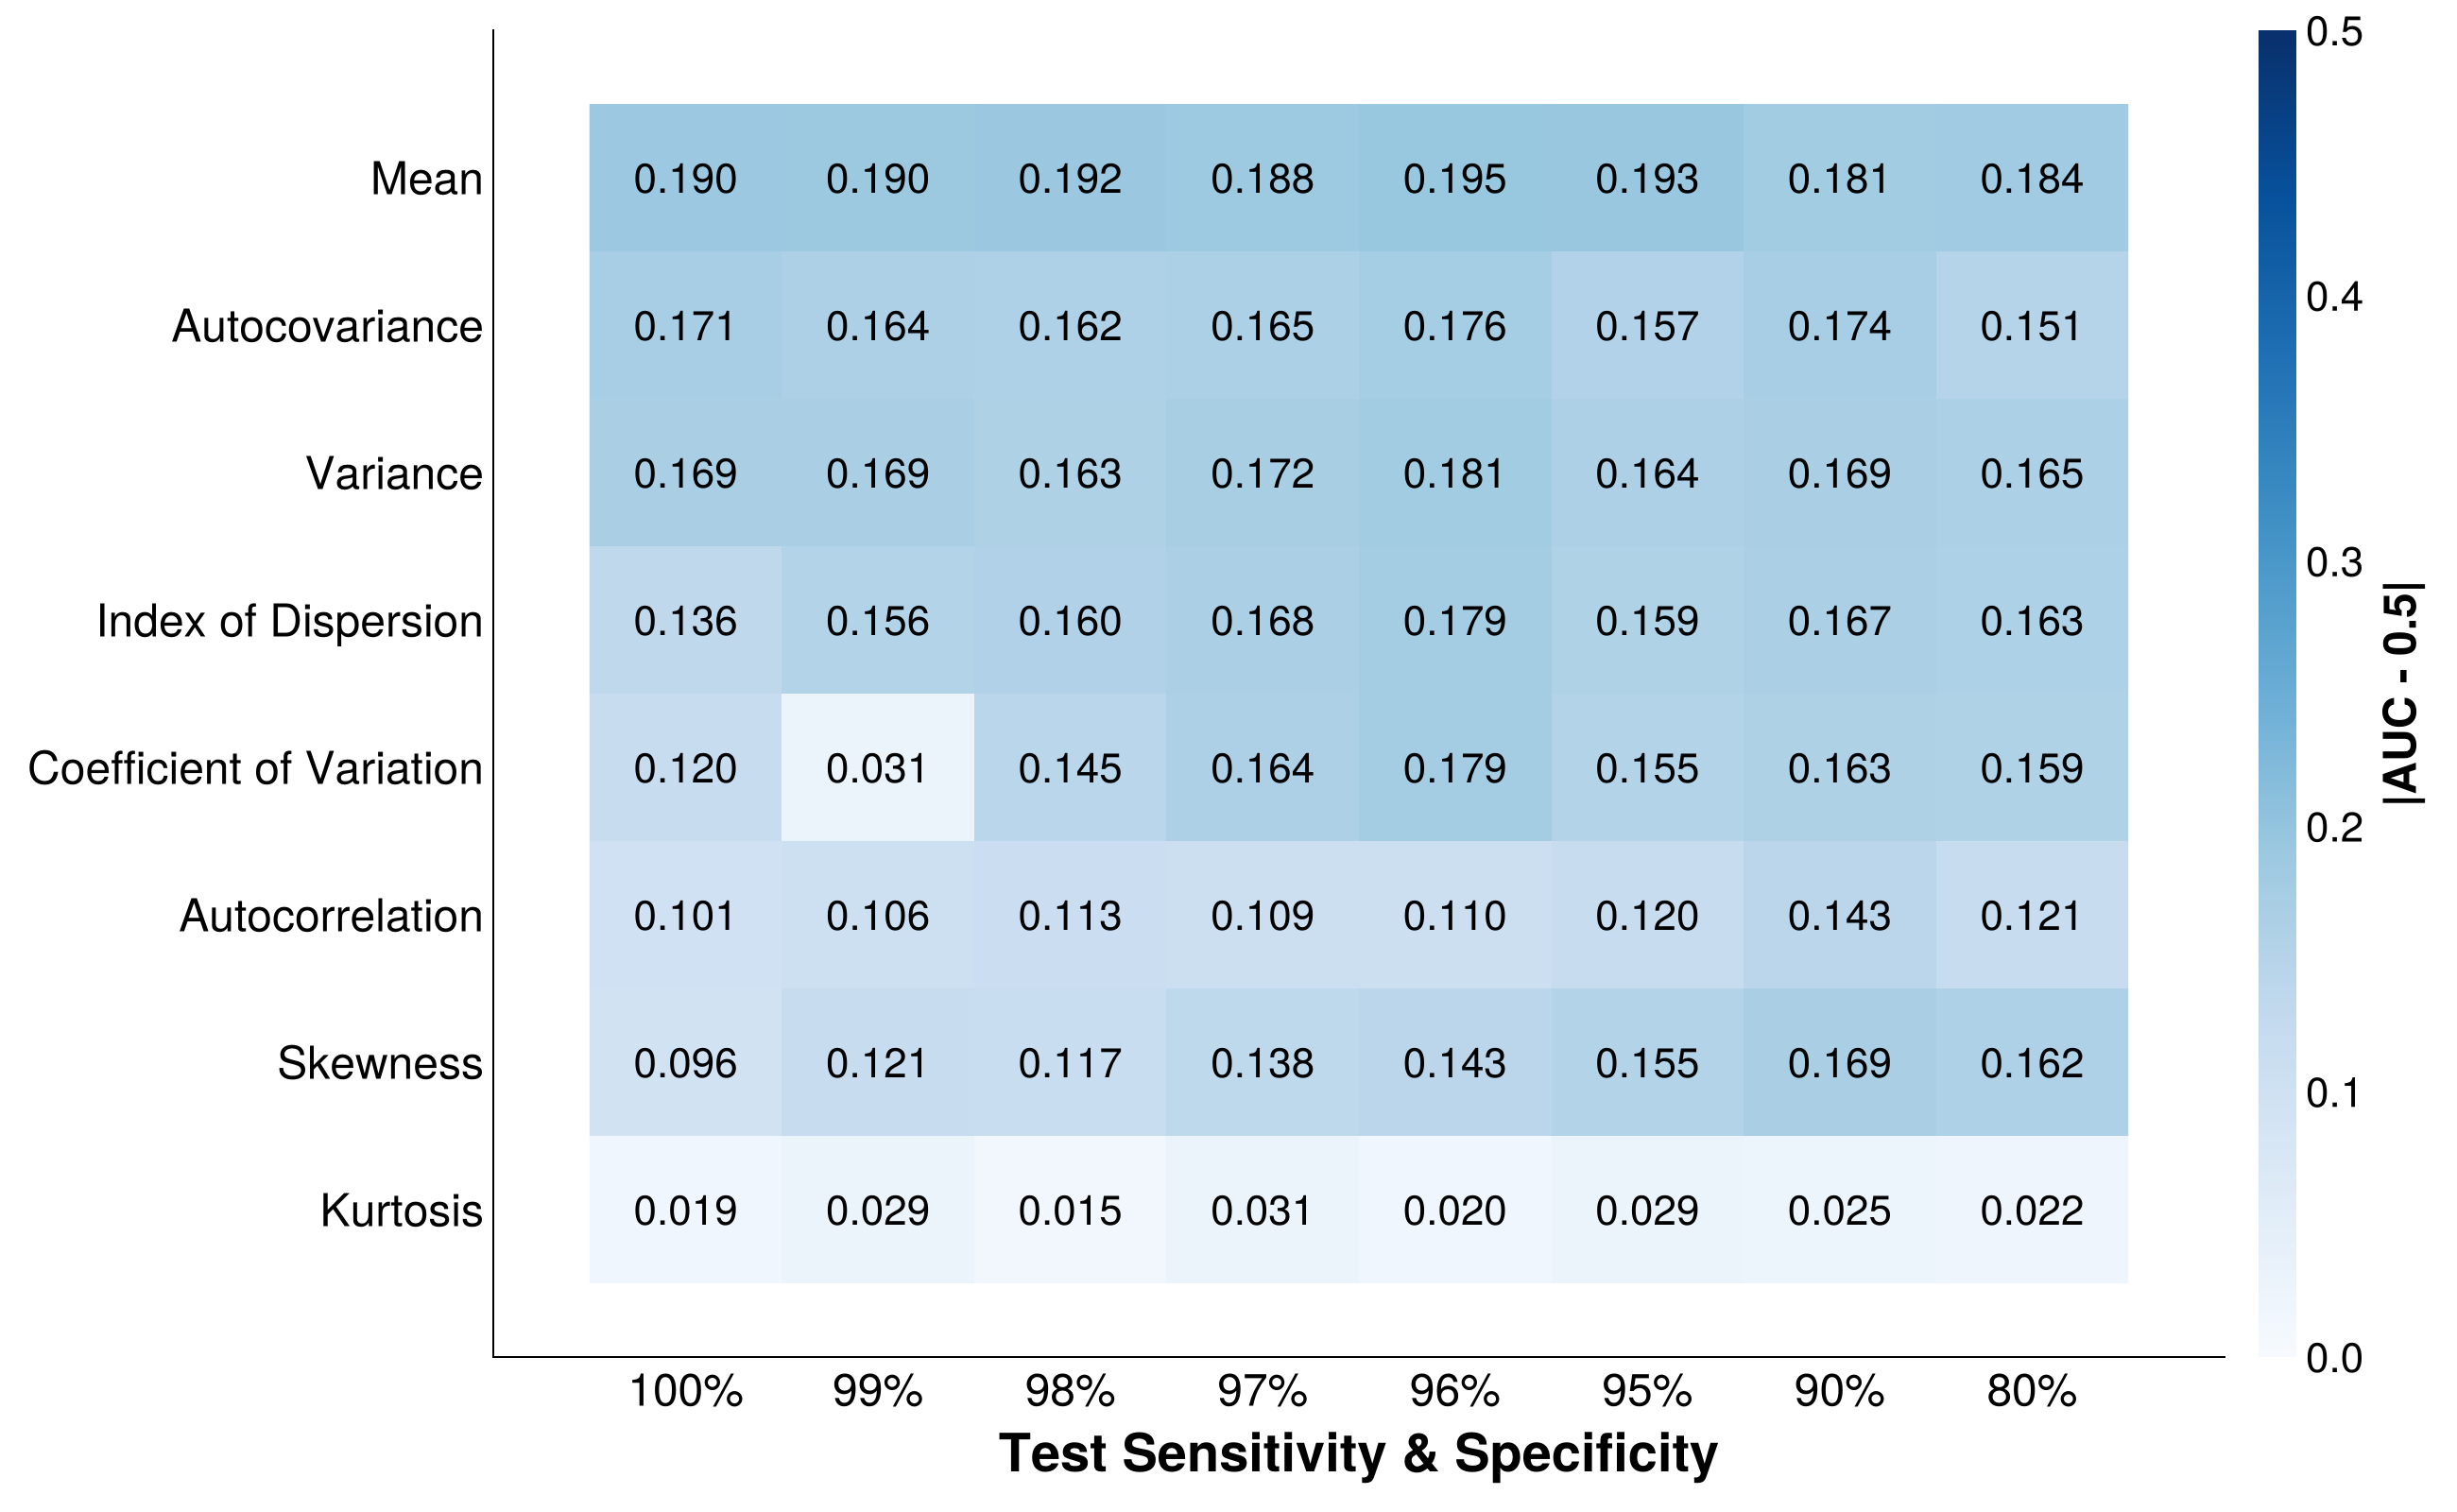 Mean 0.190 0.190 0.192 0.188 0.195 0.193 0.181 0.184
Autocovariance 0.171 0.164 0.162 0.165 0.176 0.157 0.174 0.151
Variance 0.169 0.169 0.163 0.172 0.181 0.164 0.169 0.165
Index of Dispersion 0.136 0.156 0.160 0.168 0.179 0.159 0.167 0.163
Coefficient of Variation 0.120 0.031 0.145 0.164 0.179 0.155 0.163 0.159
Autocorrelation 0.101 0.106 0.113 0.109 0.110 0.120 0.143 0.121
Skewness 0.096 0.121 0.117 0.138 0.143 0.155 0.169 0.162
Kurtosis 0.019 0.029 0.015 0.031 0.020 0.029 0.025 0.022
100% 99% 98% 97% 96% 95% 90% 80%
Test Sensitivity & Specificity
0.5
0.4
0.3
0.2
0.1
0.0
|AUC - 0.5|